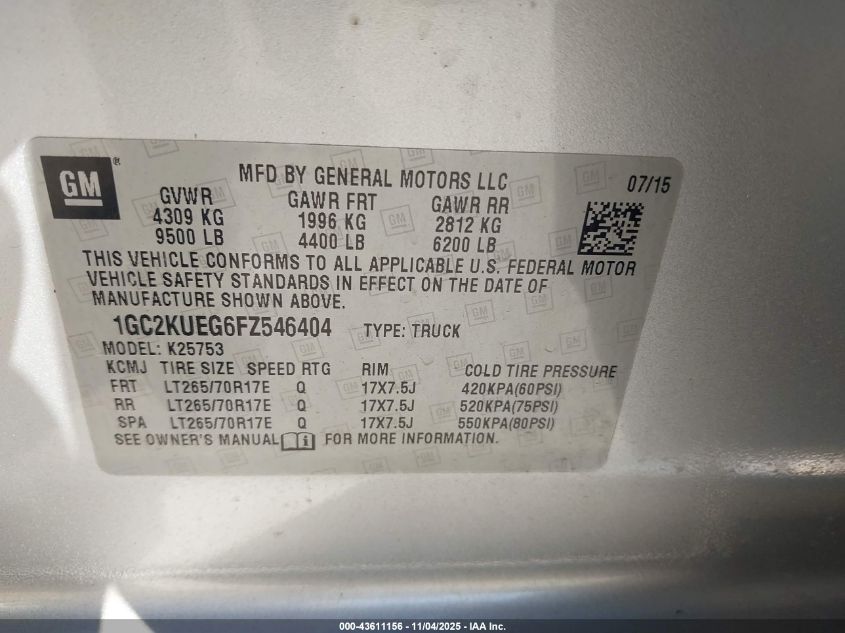 GM® MFD BY GENERAL MOTORS LLC 07/15
GVWR GAWR FRT GAWR RR
4309 KG 1996 KG 2812 KG
9500 LB 4400 LB 6200 LB
THIS VEHICLE CONFORMS TO ALL APPLICABLE U.S. FEDERAL MOTOR
VEHICLE SAFETY STANDARDS IN EFFECT ON THE DATE OF
MANUFACTURE SHOWN ABOVE.
1GC2KUEG6FZ546404 TYPE: TRUCK
MODEL: K25753
KCMJ TIRE SIZE SPEED RTG RIM COLD TIRE PRESSURE
FRT LT265/70R17E Q 17X7.5J 420KPA(60PSI)
RR LT265/70R17E Q 17X7.5J 520KPA(75PSI)
SPA LT265/70R17E Q 17X7.5J 550KPA(80PSI)
SEE OWNER'S MANUAL FOR MORE INFORMATION.
000-43611156 - 11/04/2025 - IAA Inc.